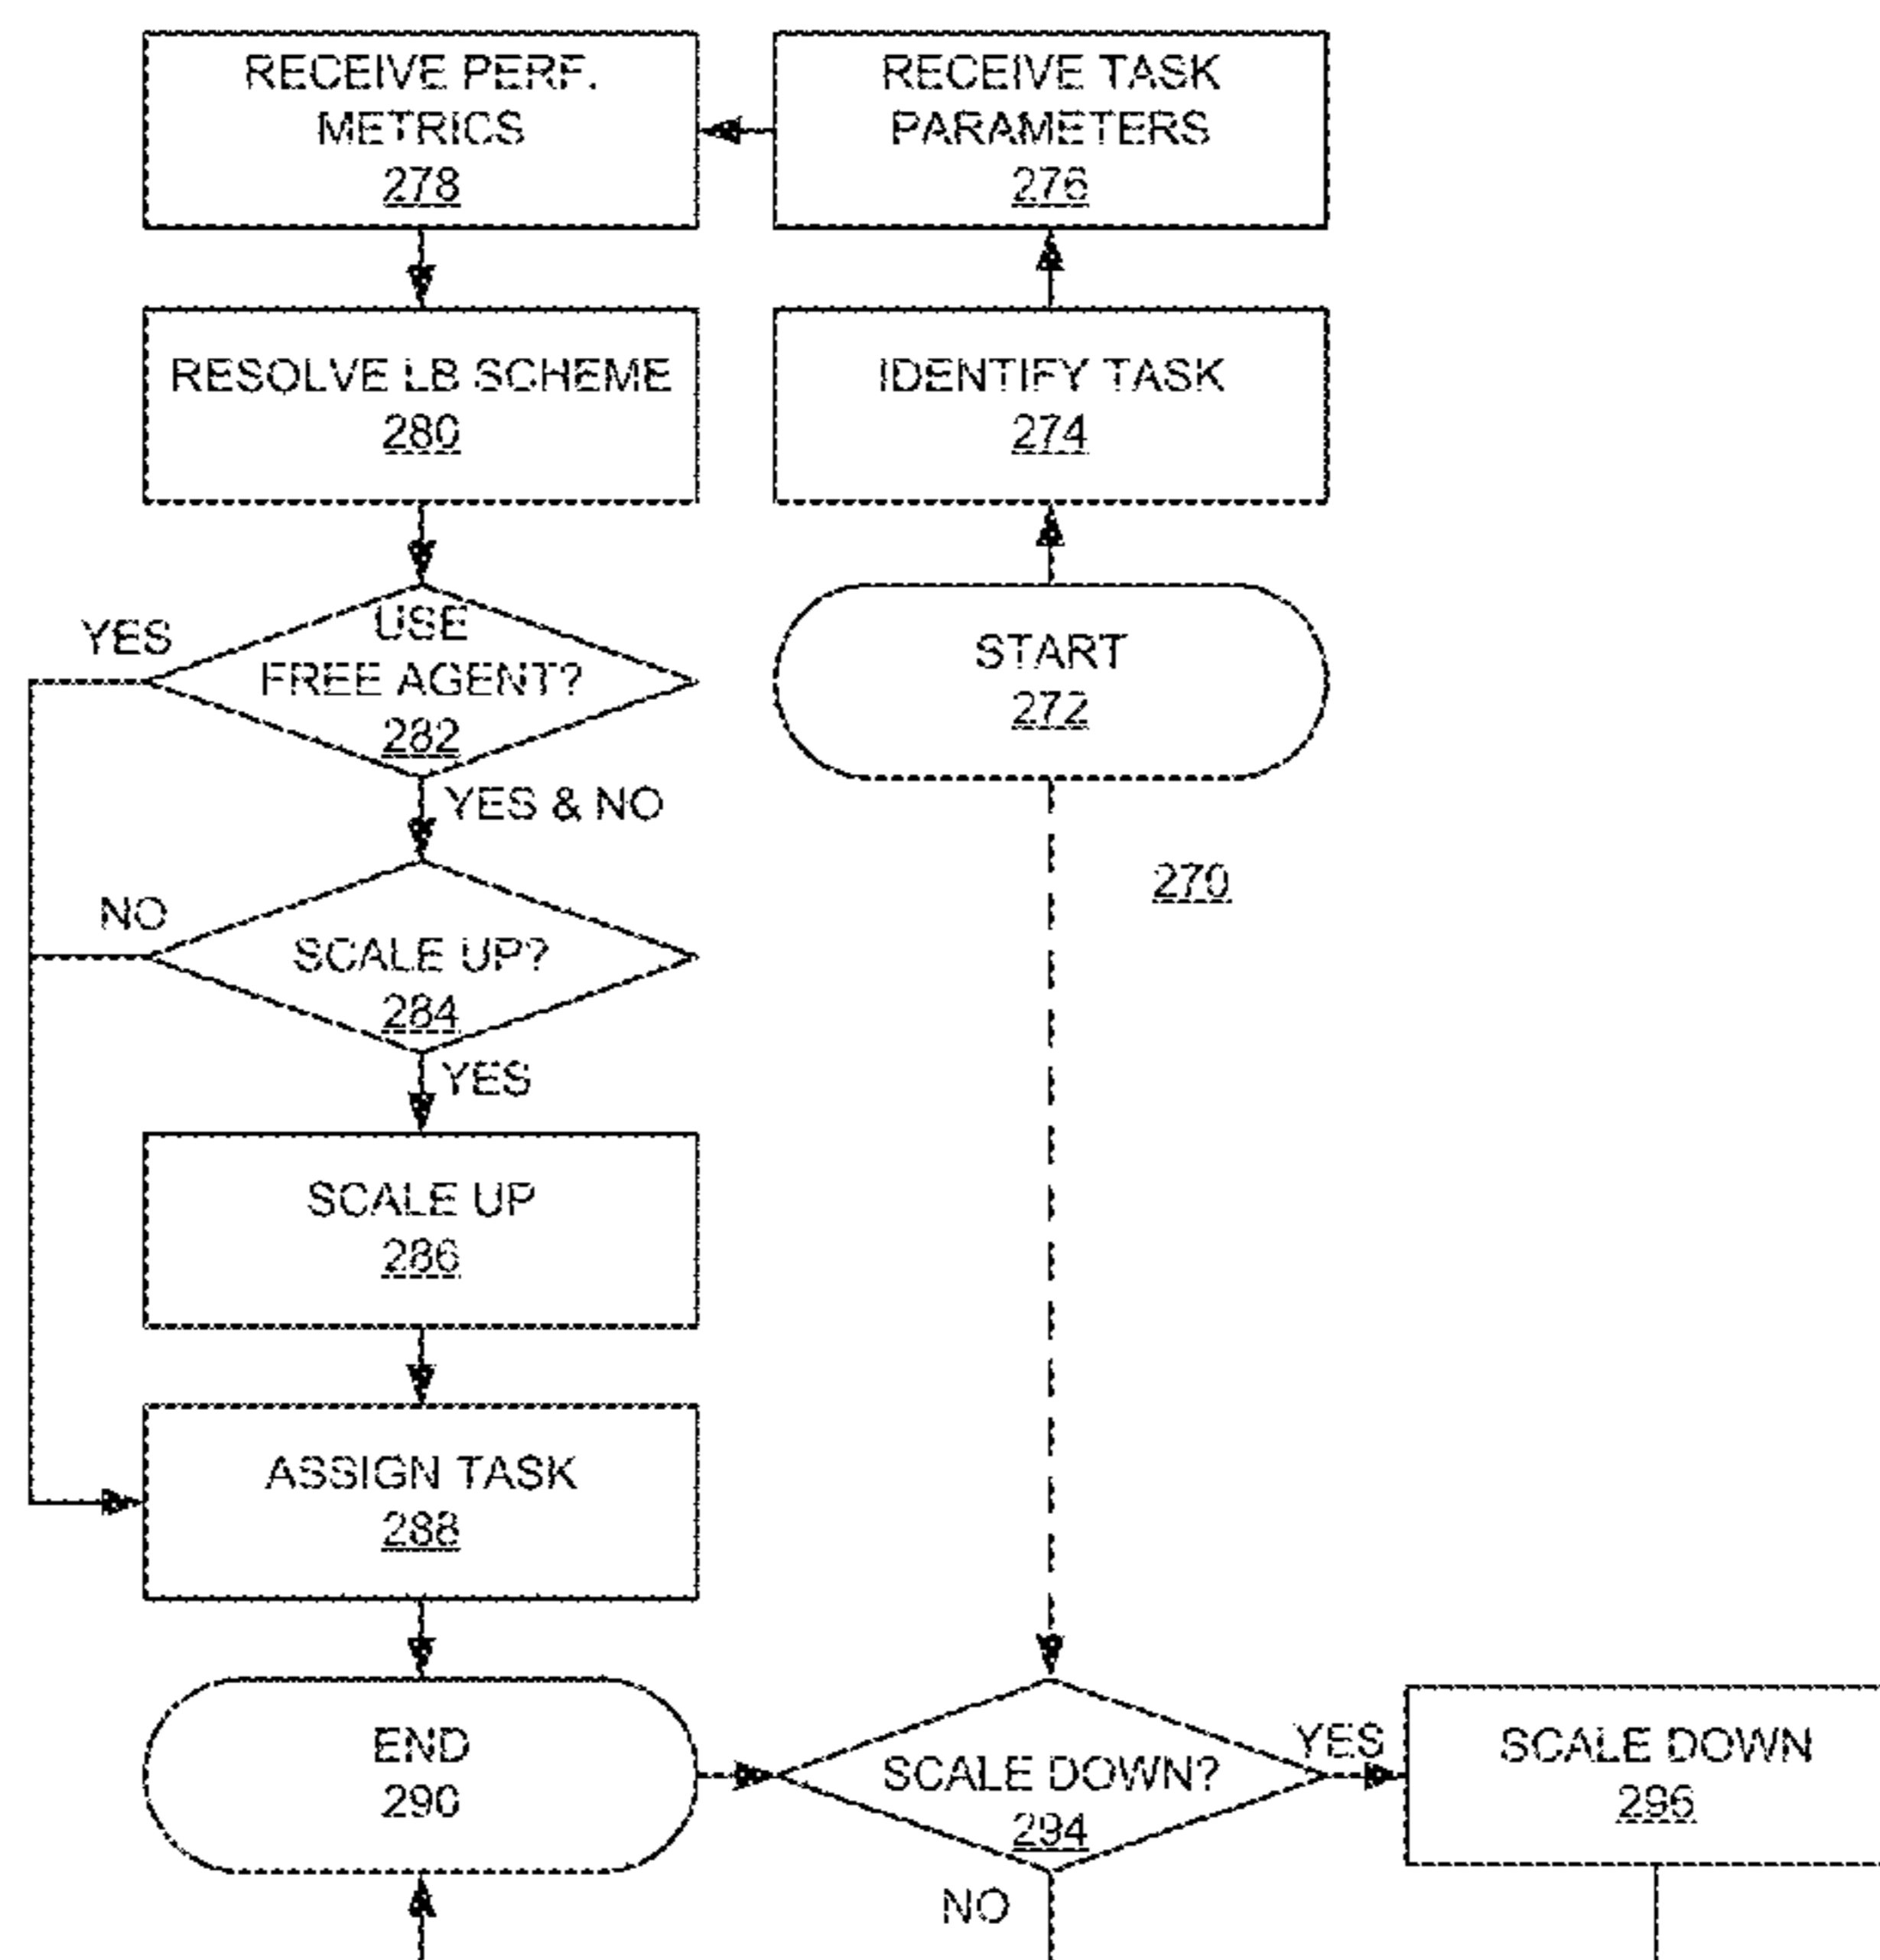 RECEIVE PERF.
METRICS
278
RECEIVE TASK
PARAMETERS
276
RESOLVE LB SCHEME
280
IDENTIFY TASK
274
YES
USE
FREE AGENT?
282
START
272
YES & NO
270
NO
SCALE UP?
284
YES
SCALE UP
286
ASSIGN TASK
288
END
290
SCALE DOWN?
294
YES
SCALE DOWN
296
NO